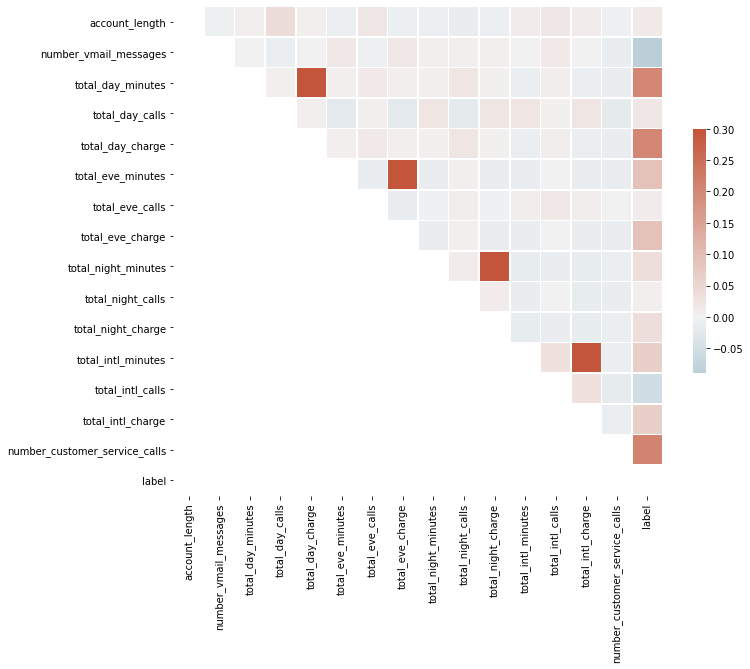 account_length
number_vmail_messages
total_day_minutes
total_day_calls
total_day_charge
total_eve_minutes
total_eve_calls
total_eve_charge
total_night_minutes
total_night_calls
total_night_charge
total_intl_minutes
total_intl_calls
total_intl_charge
number_customer_service_calls
label
0.30
0.25
0.20
0.15
0.10
0.05
0.00
−0.05
account_length
number_vmail_messages
total_day_minutes
total_day_calls
total_day_charge
total_eve_minutes
total_eve_calls
total_eve_charge
total_night_minutes
total_night_calls
total_night_charge
total_intl_minutes
total_intl_calls
total_intl_charge
number_customer_service_calls
label